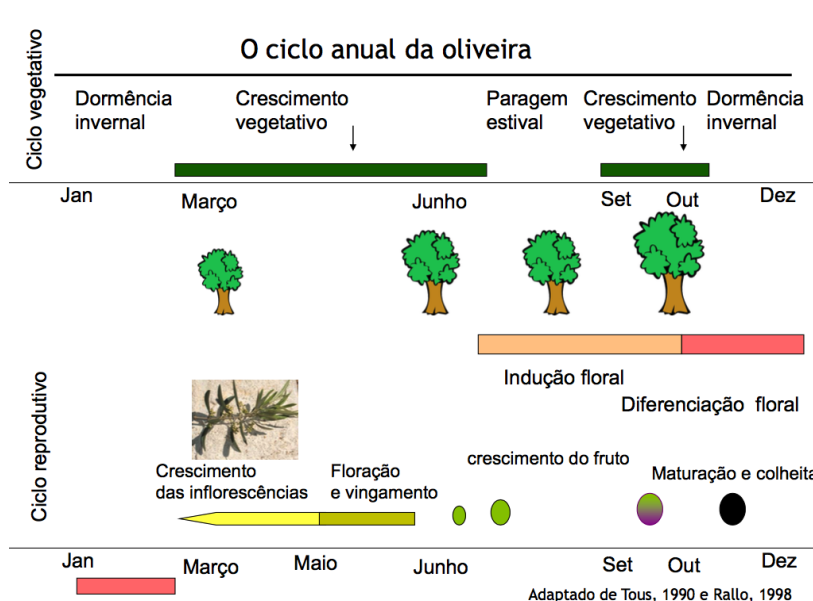 O ciclo anual da oliveira
Ciclo vegetativo
Dormência
invernal
Crescimento
vegetativo
Paragem
estival
Crescimento
vegetativo
Dormência
invernal
Jan
Março
Junho
Set
Out
Dez
Indução floral
Diferenciação floral
Ciclo reprodutivo
Crescimento
das inflorescências
Floração
e vingamento
crescimento do fruto
Maturação e colheita
Jan
Março
Maio
Junho
Set
Out
Dez
Adaptado de Tous, 1990 e Rallo, 1998